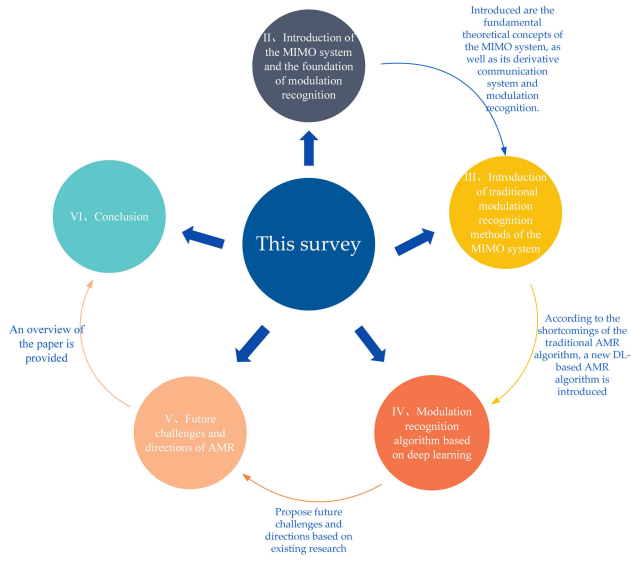 II、Introduction of
the MIMO system
and the foundation
of modulation
recognition
Introduced are the
fundamental
theoretical concepts
of the MIMO system, as
well as its derivative
communication
system and
modulation
recognition.
III、Introduction
of traditional
modulation
recognition
methods of the
MIMO system
This survey
VI、Conclusion
An overview of
the paper is
provided
According to the
shortcomings of the
traditional AMR
algorithm, a new DL-
based AMR
algorithm is
introduced
V、Future
challenges and
directions of AMR
IV、Modulation
recognition
algorithm based
on deep learning
Propose future
challenges and
directions based on
existing research